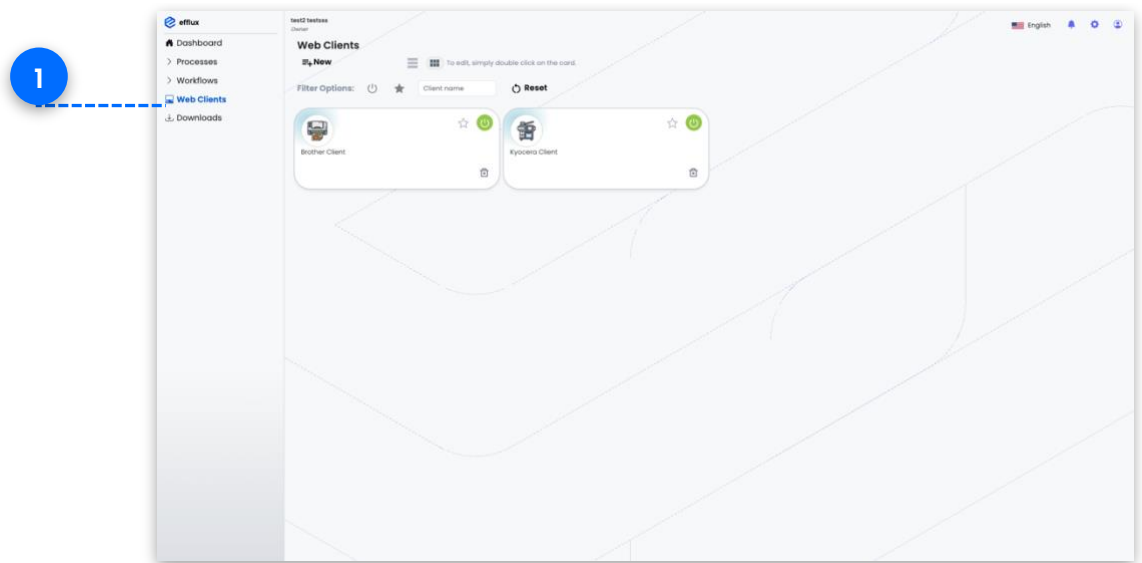 1
efflux
Dashboard
Processes
Workflows
Web Clients
Downloads
test2 testoss
Owner
English
Web Clients
New
To edit, simply double click on the card.
Filter Options:
Client name
Reset
Brother Client
Kyocera Client